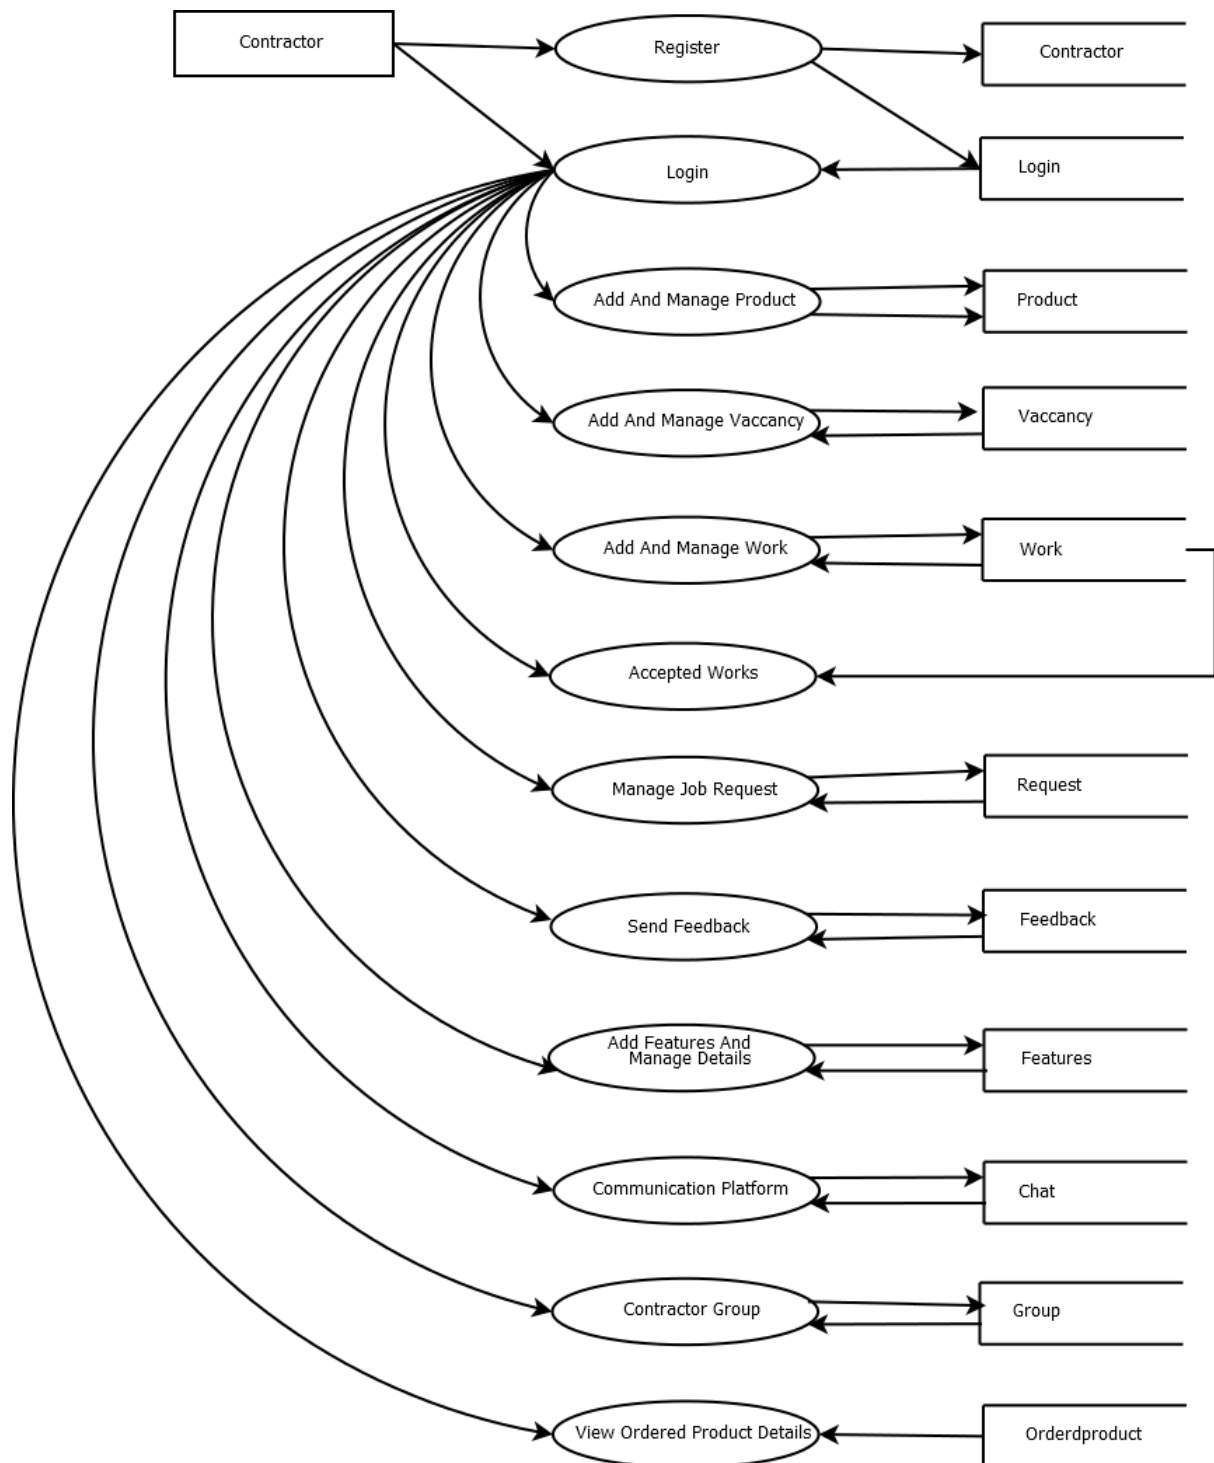 Contractor
Register
Contractor
Login
Login
Add And Manage Product
Product
Add And Manage Vaccancy
Vaccancy
Add And Manage Work
Work
Accepted Works
Manage Job Request
Request
Send Feedback
Feedback
Add Features And
Manage Details
Features
Communication Platform
Chat
Contractor Group
Group
View Ordered Product Details
Orderdproduct